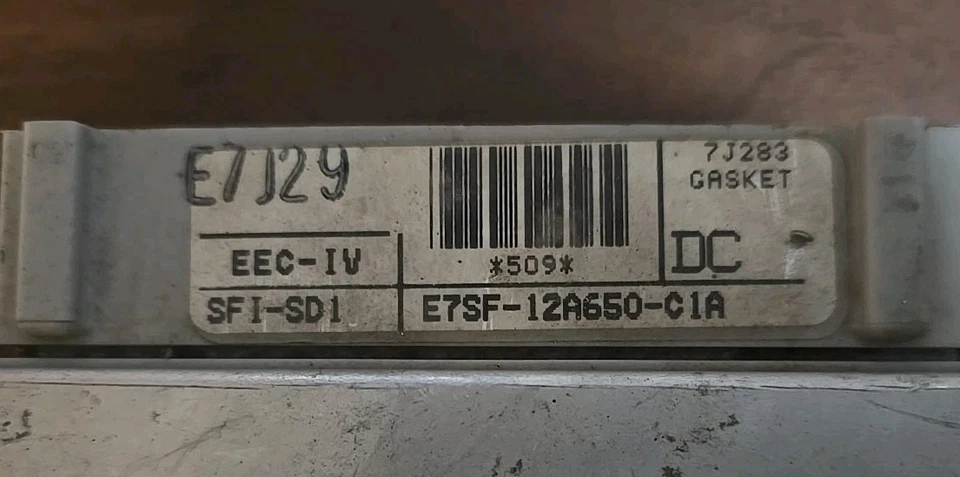 E7J29
7J283
GASKET
EEC-IV
*509*
DC
SFI-SD1
E7SF-12A650-C1A